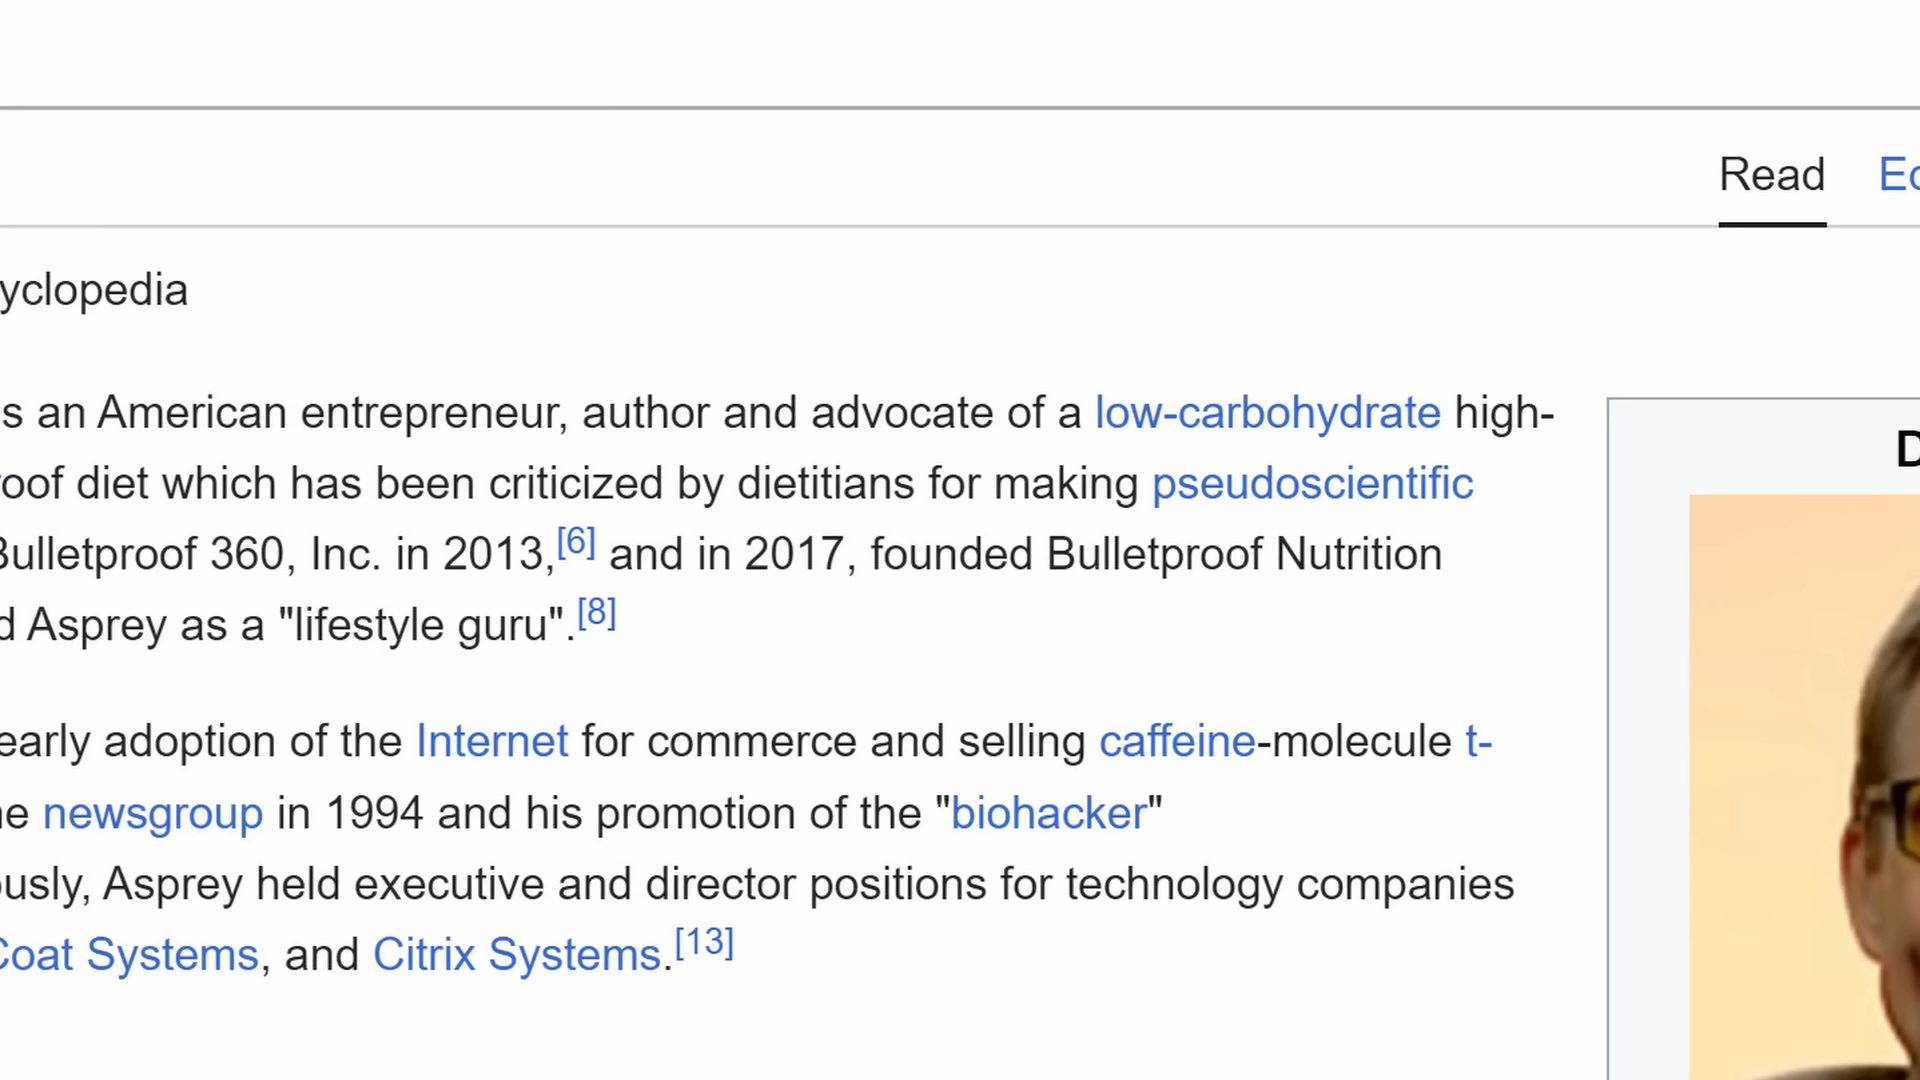 Read
yclopedia
s an American entrepreneur, author and advocate of a low-carbohydrate high-
D
oof diet which has been criticized by dietitians for making pseudoscientific
Bulletproof 360, Inc. in 2013,[6] and in 2017, founded Bulletproof Nutrition
d Asprey as a "lifestyle guru".[8]
early adoption of the Internet for commerce and selling caffeine-molecule t-
ne newsgroup in 1994 and his promotion of the "biohacker"
ously, Asprey held executive and director positions for technology companies
Coat Systems, and Citrix Systems.[13]